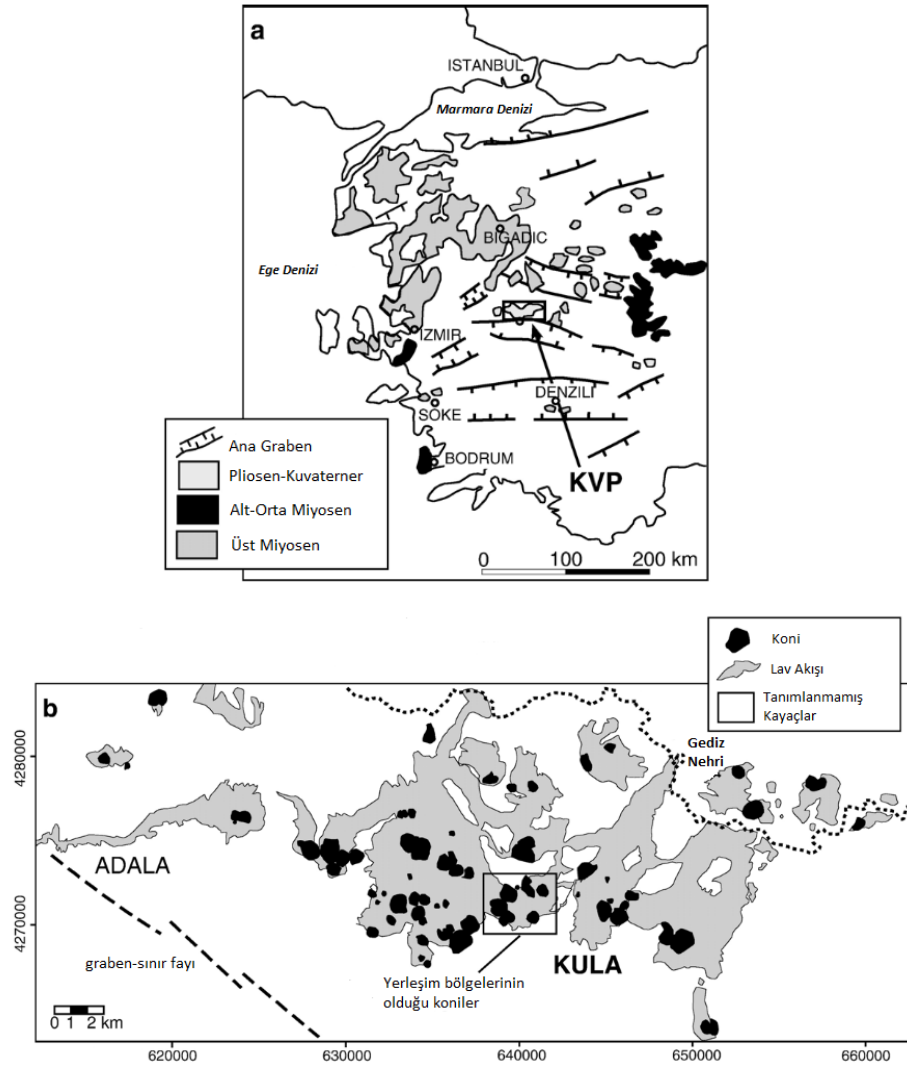 a
ISTANBUL
Marmara Denizi
BIGADIC
Ege Denizi
IZMIR
DENZILI
SÖKE
BODRUM
KVP
Ana Graben
Pliosen-Kuvaterner
Alt-Orta Miyosen
Üst Miyosen
0 100 200 km
Koni
Lav Akışı
Tanımlanmamış
Kayaçlar
b
Gediz
Nehri
4280000
ADALA
4270000
KULA
graben-sınır fayı
Yerleşim bölgelerinin
olduğu koniler
0 1 2 km
620000 630000 640000 650000 660000